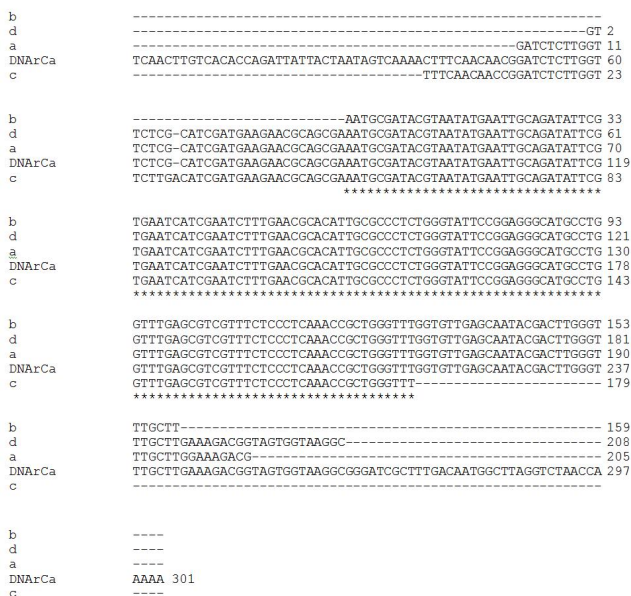 b ------------------------------------------------------------
d ----------------------------------------------------------GT 2
a -------------------------------------------------GATCTCTTGGT 11
DNArCa TCAACTTGTCACACCAGATTATTACTAATAGTCAAAACTTTCAACAACGGATCTCTTGGT 60
c -------------------------------------TTTCAACAACCGGATCTCTTGGT 23
b ---------------------------AATGCGATACGTAATATGAATTGCAGATATTCG 33
d TCTCG-CATCGATGAAGAACGCAGCGAAATGCGATACGTAATATGAATTGCAGATATTCG 61
a TCTCG-CATCGATGAAGAACGCAGCGAAATGCGATACGTAATATGAATTGCAGATATTCG 70
DNArCa TCTCG-CATCGATGAAGAACGCAGCGAAATGCGATACGTAATATGAATTGCAGATATTCG 119
c TCTTGACATCGATGAAGAACGCAGCGAAATGCGATACGTAATATGAATTGCAGATATTCG 83
*********************************
b TGAATCATCGAATCTTTGAACGCACATTGCGCCCTCTGGGTATTCCGGAGGGCATGCCTG 93
d TGAATCATCGAATCTTTGAACGCACATTGCGCCCTCTGGGTATTCCGGAGGGCATGCCTG 121
a TGAATCATCGAATCTTTGAACGCACATTGCGCCCTCTGGGTATTCCGGAGGGCATGCCTG 130
DNArCa TGAATCATCGAATCTTTGAACGCACATTGCGCCCTCTGGGTATTCCGGAGGGCATGCCTG 178
c TGAATCATCGAATCTTTGAACGCACATTGCGCCCTCTGGGTATTCCGGAGGGCATGCCTG 143
************************************************************
b GTTTGAGCGTCGTTTCTCCCTCAAACCGCTGGGTTTGGTGTTGAGCAATACGACTTGGGT 153
d GTTTGAGCGTCGTTTCTCCCTCAAACCGCTGGGTTTGGTGTTGAGCAATACGACTTGGGT 181
a GTTTGAGCGTCGTTTCTCCCTCAAACCGCTGGGTTTGGTGTTGAGCAATACGACTTGGGT 190
DNArCa GTTTGAGCGTCGTTTCTCCCTCAAACCGCTGGGTTTGGTGTTGAGCAATACGACTTGGGT 237
c GTTTGAGCGTCGTTTCTCCCTCAAACCGCTGGGTTT------------------------ 179
************************************
b TTGCTT------------------------------------------------------ 159
d TTGCTTGAAAGACGGTAGTGGTAAGGC--------------------------------- 208
a TTGCTTGGAAAGACG--------------------------------------------- 205
DNArCa TTGCTTGAAAGACGGTAGTGGTAAGGCGGGATCGCTTTGACAATGGCTTAGGTCTAACCA 297
c ------------------------------------------------------------
b ----
d ----
a ----
DNArCa AAAA 301
c ----